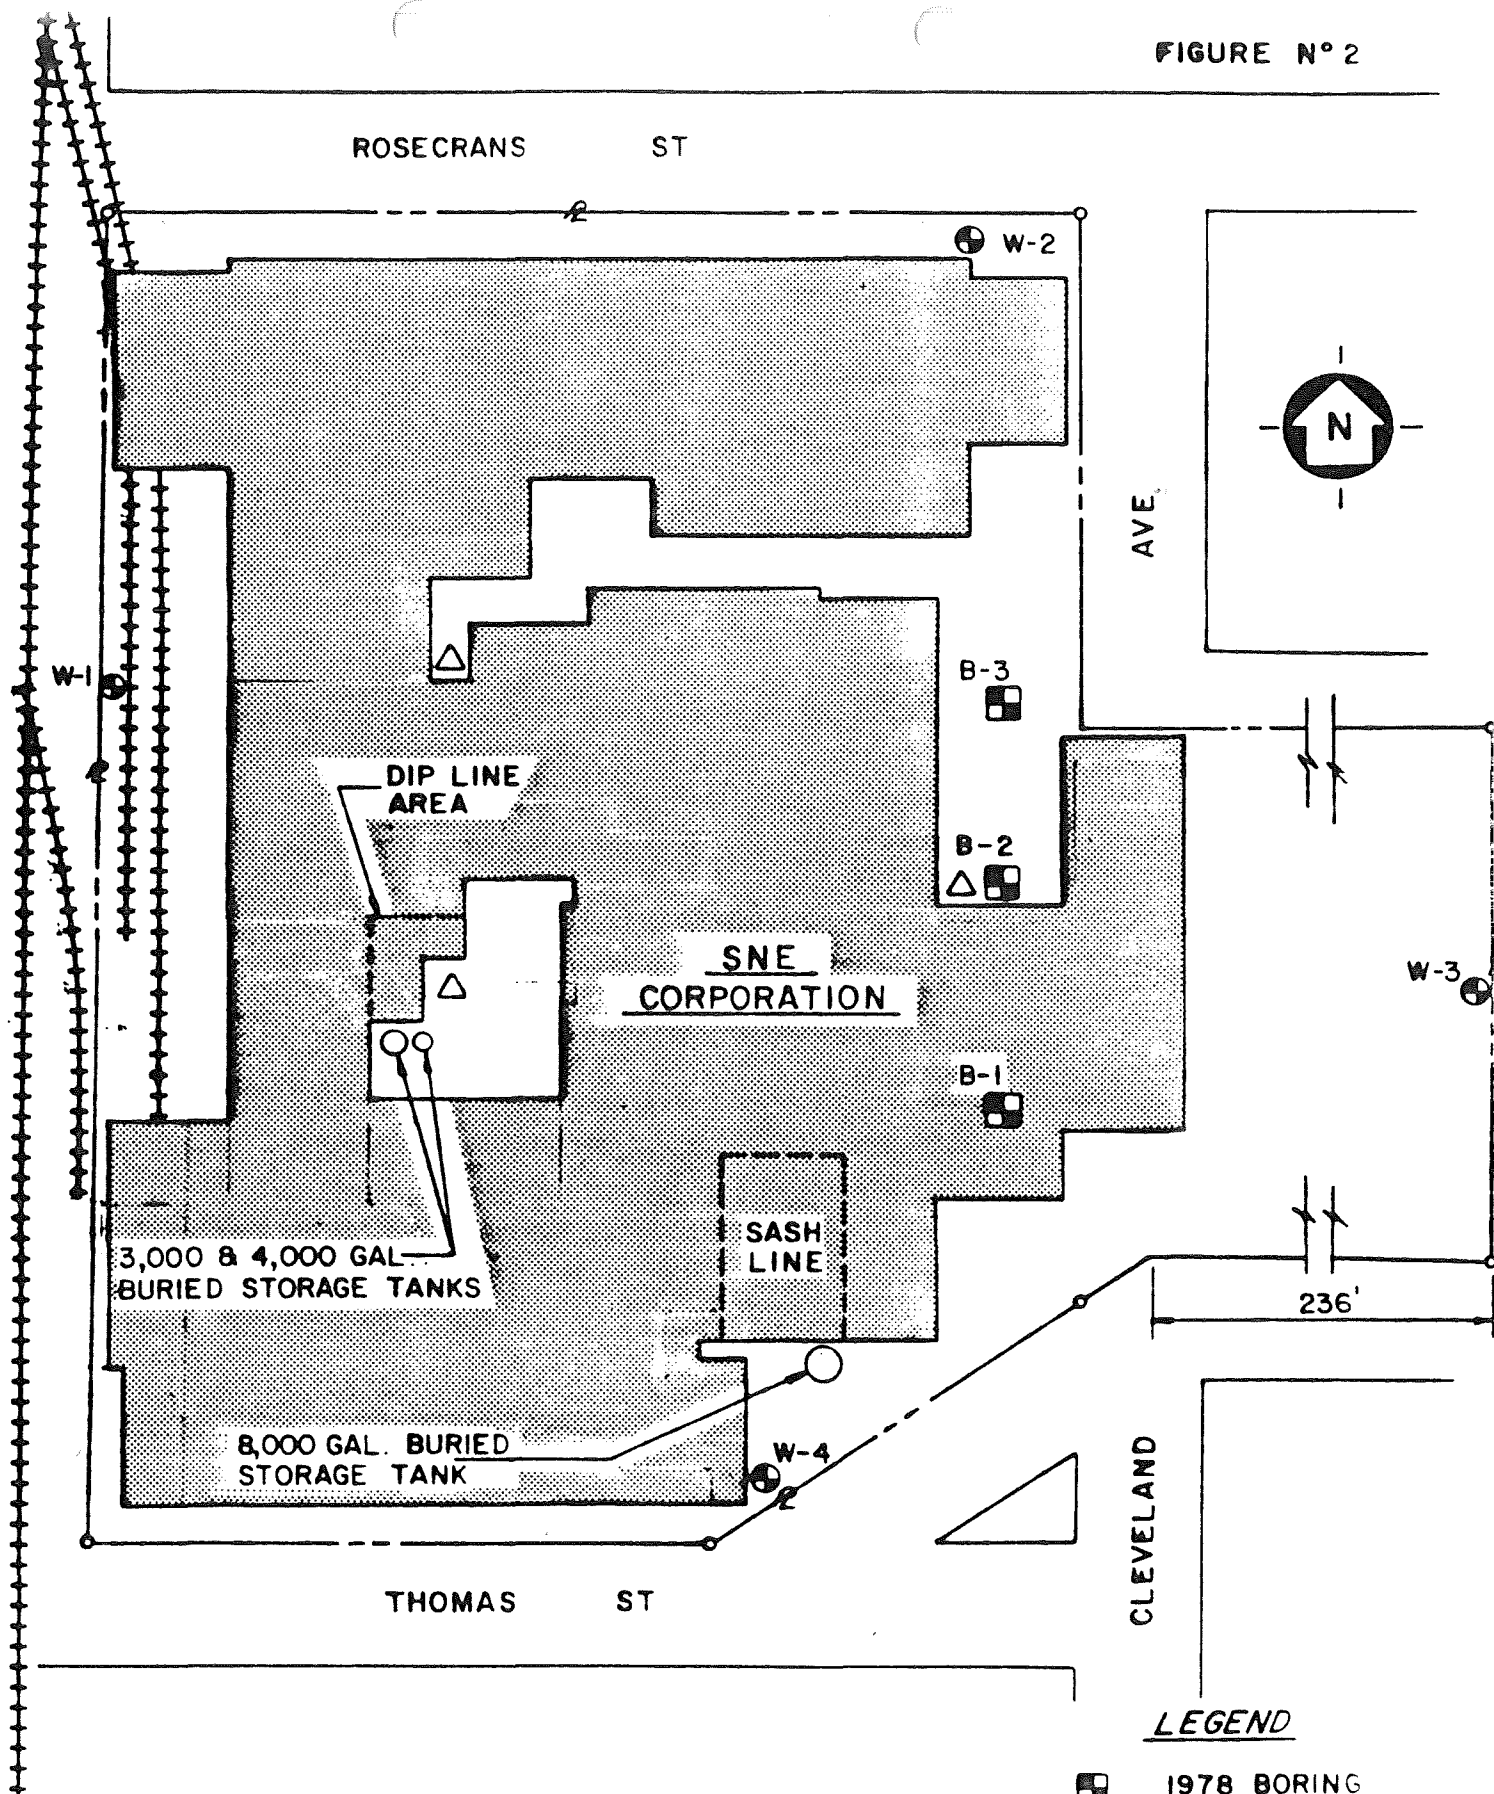 FIGURE Nº 2
ROSECRANS ST
W-2
N
AVE.
W-1
B-3
DIP LINE
AREA
B-2
SNE
CORPORATION
W-3
B-1
SASH
LINE
3,000 & 4,000 GAL.
BURIED STORAGE TANKS
236'
8,000 GAL. BURIED
STORAGE TANK
W-4
CLEVELAND
THOMAS ST
LEGEND
1978 BORING